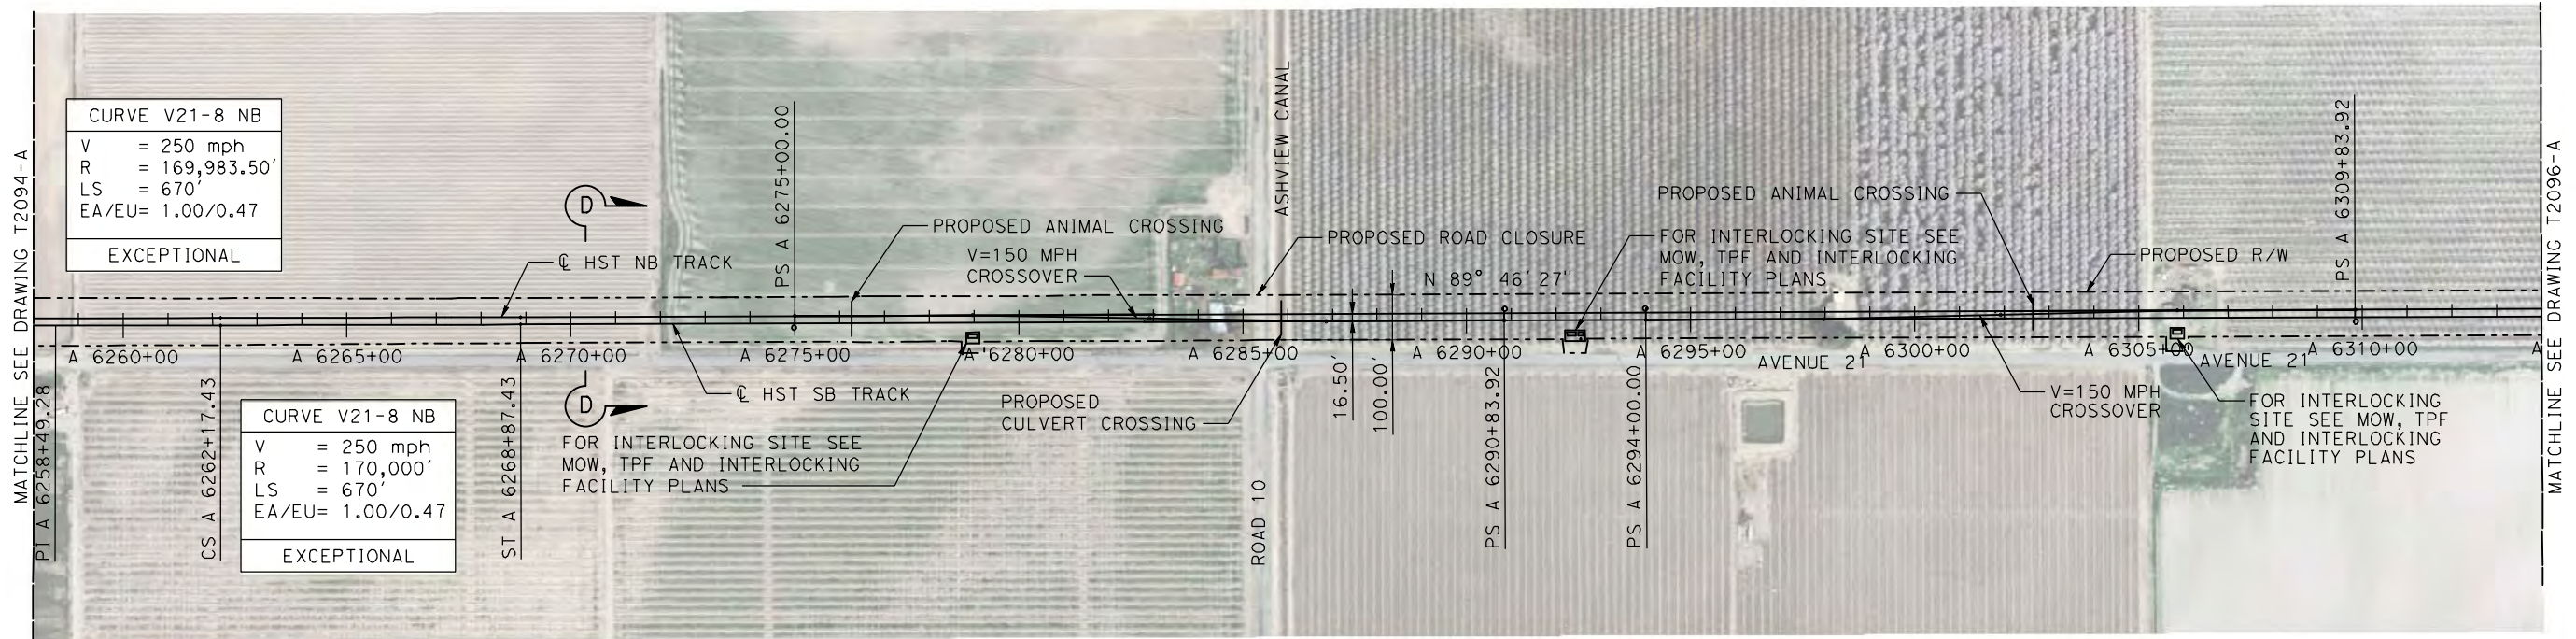 MATCHLINE SEE DRAWING T2094-A
CURVE V21-8 NB
V = 250 mph
R = 169,983.50'
LS = 670'
EA/EU= 1.00/0.47
EXCEPTIONAL
D
℄ HST NB TRACK
PS A 6275+00.00
PROPOSED ANIMAL CROSSING
V=150 MPH
CROSSOVER
ASHVIEW CANAL
PROPOSED ROAD CLOSURE
N 89° 46' 27"
PROPOSED ANIMAL CROSSING
FOR INTERLOCKING SITE SEE
MOW, TPF AND INTERLOCKING
FACILITY PLANS
PROPOSED R/W
PS A 6309+83.92
MATCHLINE SEE DRAWING T2096-A
A 6260+00
A 6265+00
A 6270+00
A 6275+00
A 6280+00
A 6285+00
A 6290+00
A 6295+00
A 6300+00
A 6305+00
A 6310+00
A
AVENUE 21
AVENUE 21
PI A 6258+49.28
CS A 6262+17.43
CURVE V21-8 NB
V = 250 mph
R = 170,000'
LS = 670'
EA/EU= 1.00/0.47
EXCEPTIONAL
ST A 6268+87.43
D
℄ HST SB TRACK
FOR INTERLOCKING SITE SEE
MOW, TPF AND INTERLOCKING
FACILITY PLANS
PROPOSED
CULVERT CROSSING
ROAD 10
16.50'
100.00'
PS A 6290+83.92
PS A 6294+00.00
V=150 MPH
CROSSOVER
FOR INTERLOCKING
SITE SEE MOW, TPF
AND INTERLOCKING
FACILITY PLANS